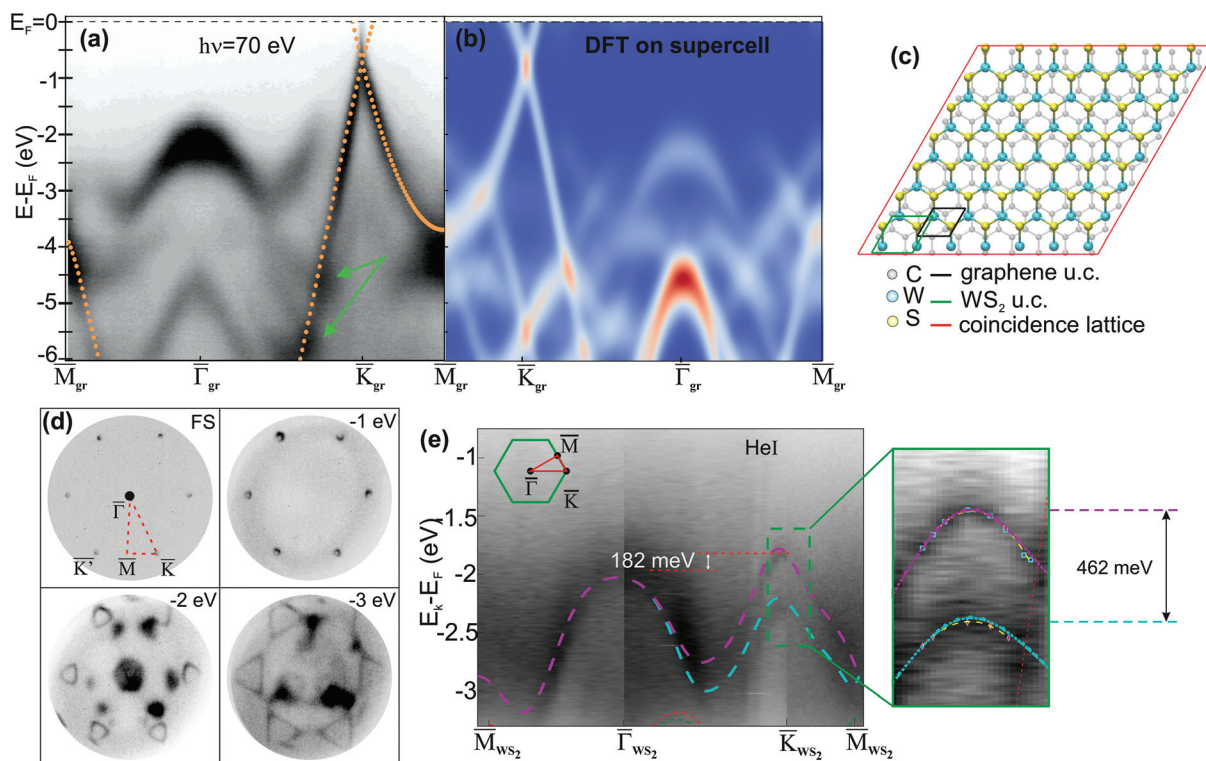 E_F=0
(a)
hν=70 eV
(b)
DFT on supercell
(c)
-1
-2
-3
-4
-5
-6
E-E_F (eV)
M̅_gr
Γ̅_gr
K̅_gr
M̅_gr
K̅_gr
Γ̅_gr
M̅_gr
C
graphene u.c.
W
WS₂ u.c.
S
coincidence lattice
(d)
FS
-1 eV
Γ̅
K̅'
M̅
K̅
-2 eV
-3 eV
(e)
HeI
M̅
Γ̅
K̅
-1
-1.5
-2
-2.5
-3
E_k-E_F (eV)
182 meV
462 meV
M̅_WS₂
Γ̅_WS₂
K̅_WS₂
M̅_WS₂